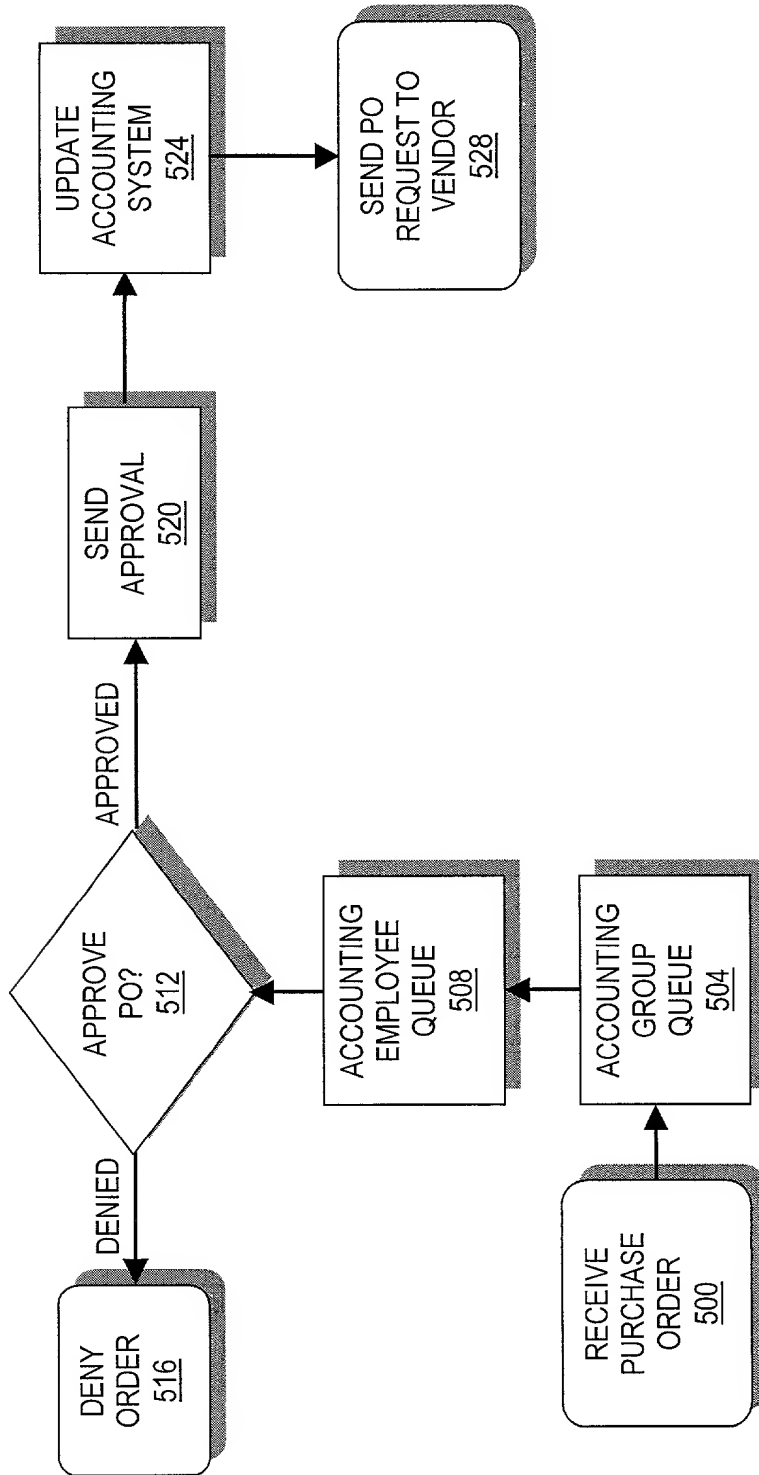 RECEIVE
PURCHASE
ORDER
500
ACCOUNTING
GROUP
QUEUE
504
ACCOUNTING
EMPLOYEE
QUEUE
508
APPROVE
PO?
512
DENIED
DENY
ORDER
516
APPROVED
SEND
APPROVAL
520
UPDATE
ACCOUNTING
SYSTEM
524
SEND PO
REQUEST TO
VENDOR
528